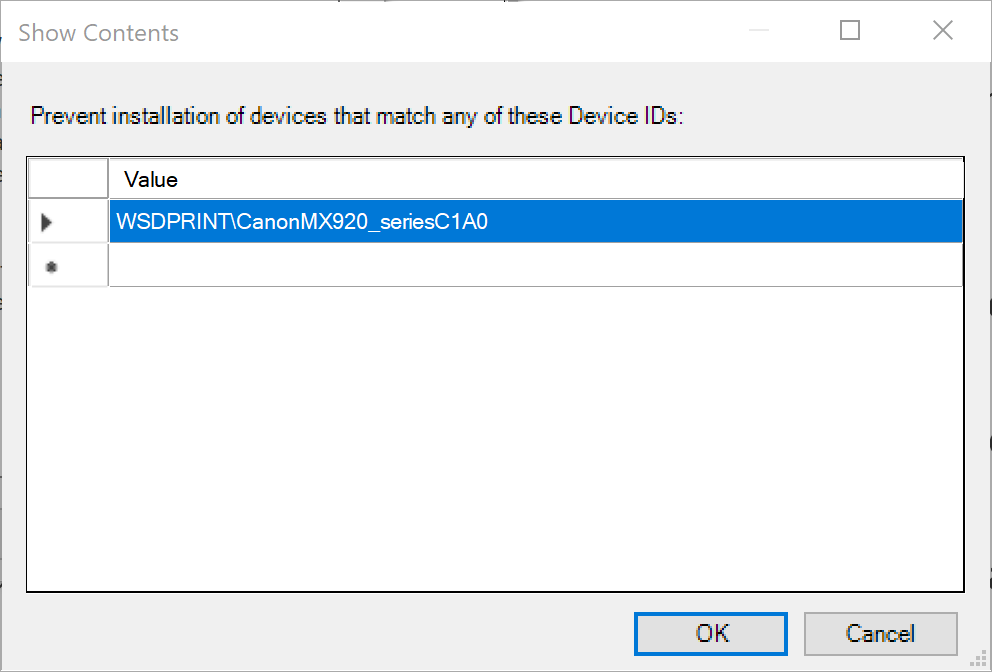 Show Contents
Prevent installation of devices that match any of these Device IDs:
Value
WSDPRINT\CanonMX920_seriesC1A0
OK
Cancel